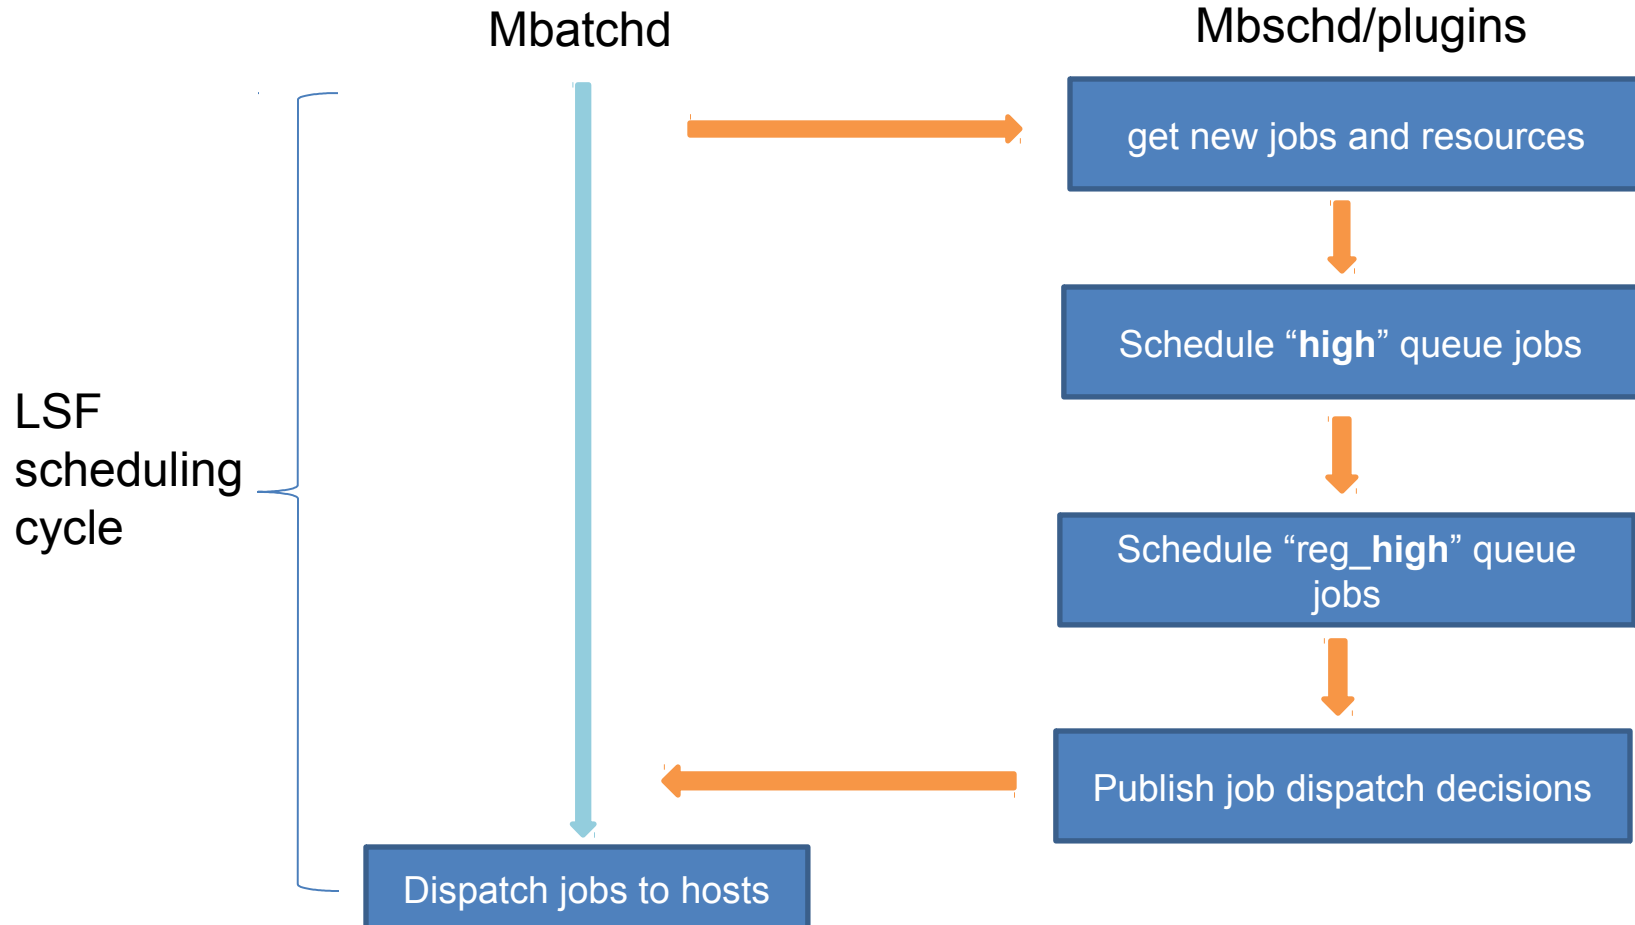 Mbatchd
Mbschd/plugins
get new jobs and resources
Schedule “high” queue jobs
LSF
scheduling
cycle
Schedule “reg_high” queue
jobs
Publish job dispatch decisions
Dispatch jobs to hosts